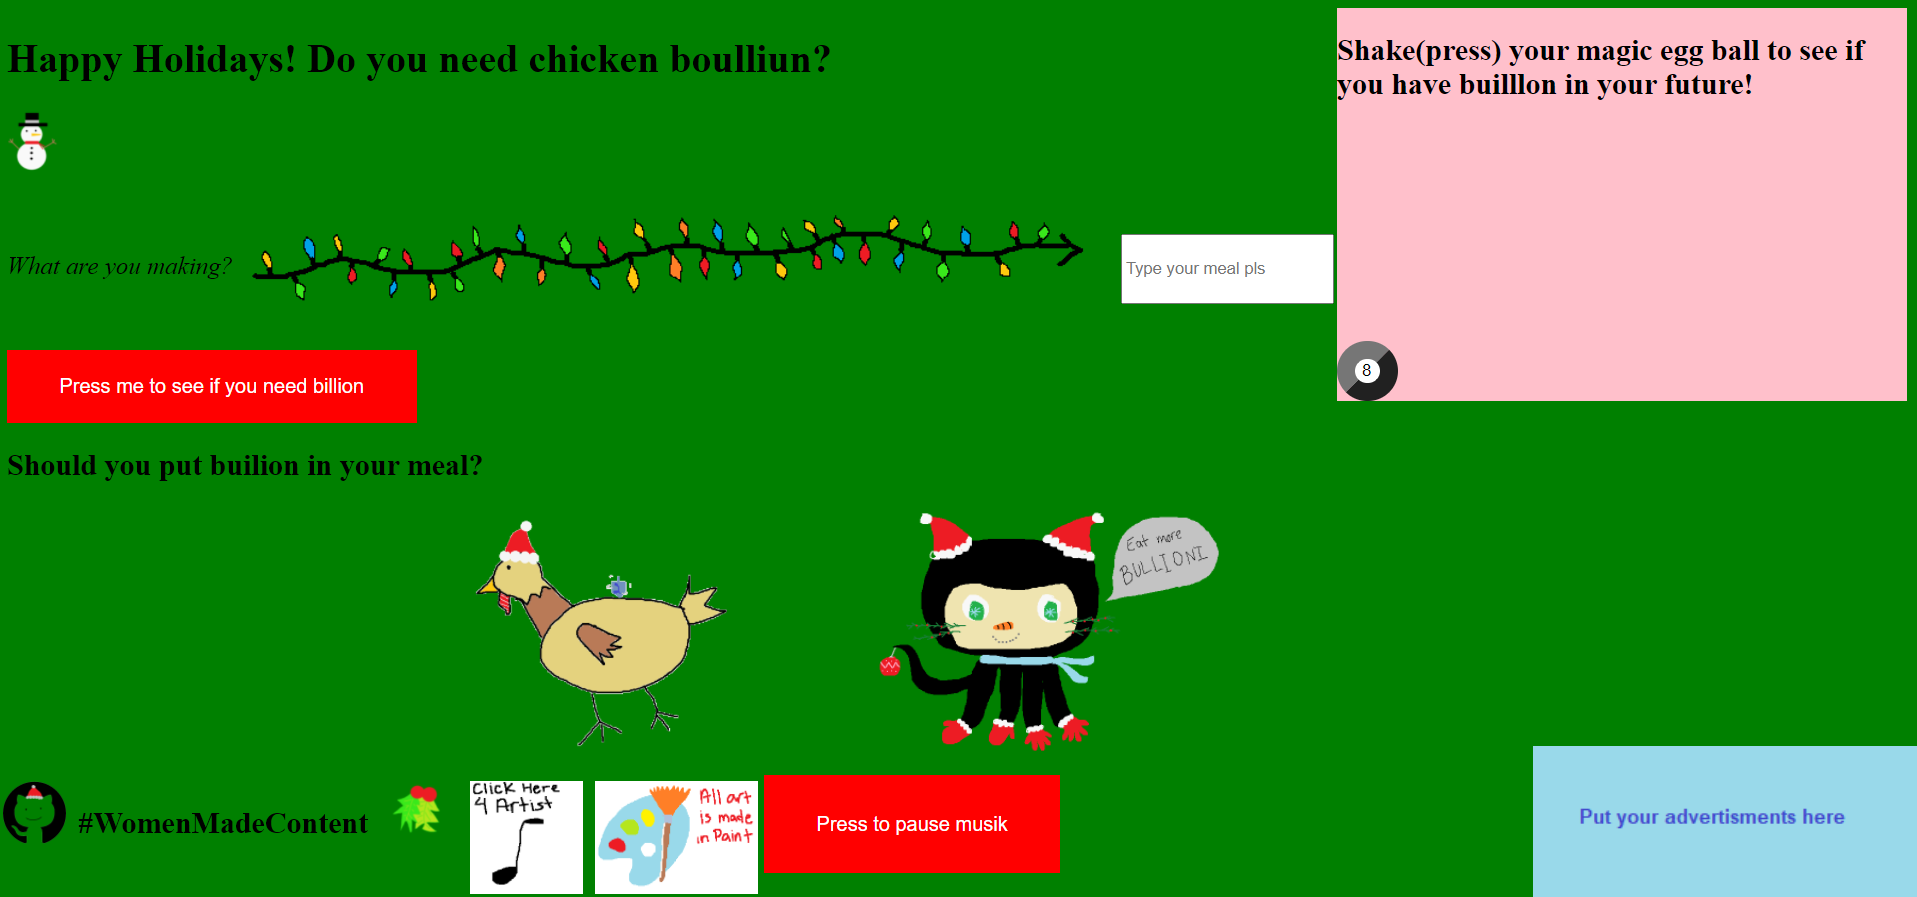 Happy Holidays! Do you need chicken boulliun?
Shake(press) your magic egg ball to see if
you have builllon in your future!
What are you making?
Type your meal pls
8
Press me to see if you need billion
Should you put builion in your meal?
Eat more
BULLION!
#WomenMadeContent
Click Here
4 Artist
All art
is made
in Paint
Press to pause musik
Put your advertisments here